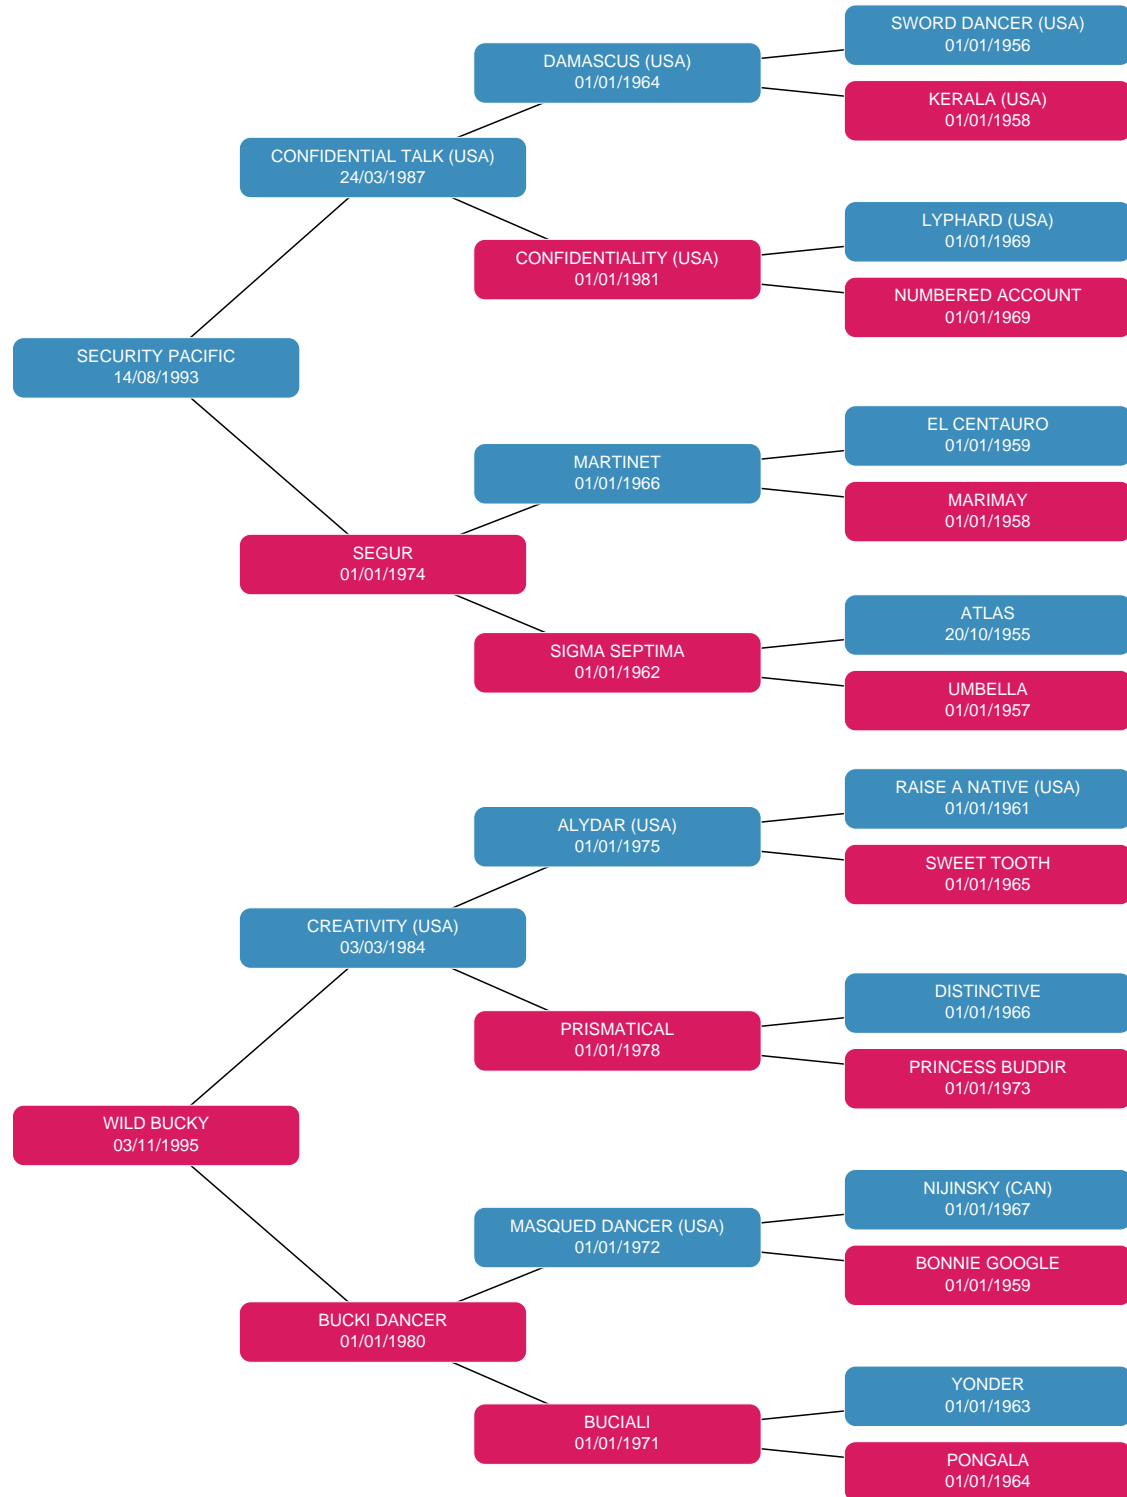 SWORD DANCER (USA)
01/01/1956
DAMASCUS (USA)
01/01/1964
KERALA (USA)
01/01/1958
CONFIDENTIAL TALK (USA)
24/03/1987
LYPHARD (USA)
01/01/1969
CONFIDENTIALITY (USA)
01/01/1981
NUMBERED ACCOUNT
01/01/1969
SECURITY PACIFIC
14/08/1993
EL CENTAURO
01/01/1959
MARTINET
01/01/1966
MARIMAY
01/01/1958
SEGUR
01/01/1974
ATLAS
20/10/1955
SIGMA SEPTIMA
01/01/1962
UMBELLA
01/01/1957
RAISE A NATIVE (USA)
01/01/1961
ALYDAR (USA)
01/01/1975
SWEET TOOTH
01/01/1965
CREATIVITY (USA)
03/03/1984
DISTINCTIVE
01/01/1966
PRISMATICAL
01/01/1978
PRINCESS BUDDIR
01/01/1973
WILD BUCKY
03/11/1995
NIJINSKY (CAN)
01/01/1967
MASQUED DANCER (USA)
01/01/1972
BONNIE GOOGLE
01/01/1959
BUCKI DANCER
01/01/1980
YONDER
01/01/1963
BUCIALI
01/01/1971
PONGALA
01/01/1964